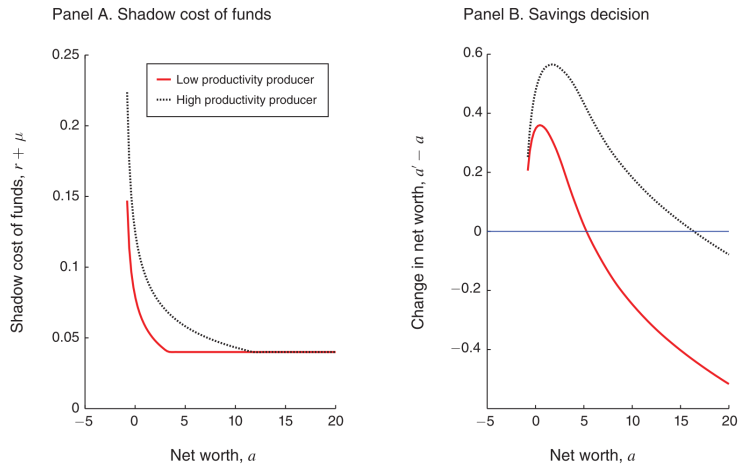 Panel A. Shadow cost of funds
Shadow cost of funds, r + μ
0.25
0.2
0.15
0.1
0.05
0
Low productivity producer
High productivity producer
−5 0 5 10 15 20
Net worth, a
Panel B. Savings decision
Change in net worth, a′ − a
0.6
0.4
0.2
0
−0.2
−0.4
−5 0 5 10 15 20
Net worth, a